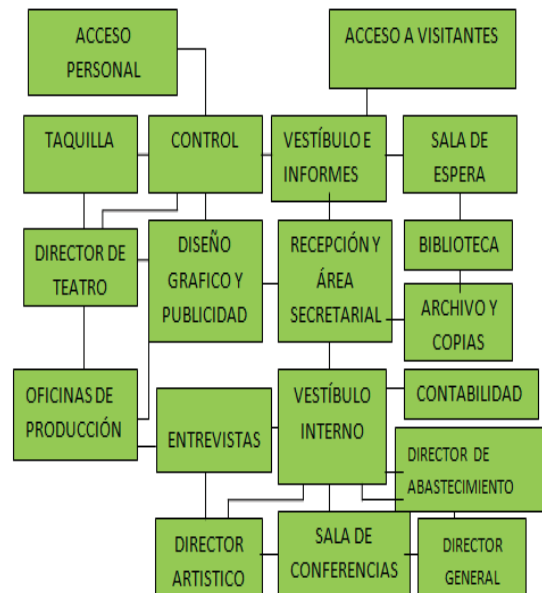 ACCESO
PERSONAL
ACCESO A VISITANTES
TAQUILLA
CONTROL
VESTÍBULO E
INFORMES
SALA DE
ESPERA
DIRECTOR DE
TEATRO
DISEÑO
GRAFICO Y
PUBLICIDAD
RECEPCIÓN Y
ÁREA
SECRETARIAL
BIBLIOTECA
ARCHIVO Y
COPIAS
OFICINAS DE
PRODUCCIÓN
ENTREVISTAS
VESTÍBULO
INTERNO
CONTABILIDAD
DIRECTOR DE
ABASTECIMIENTO
DIRECTOR
ARTISTICO
SALA DE
CONFERENCIAS
DIRECTOR
GENERAL